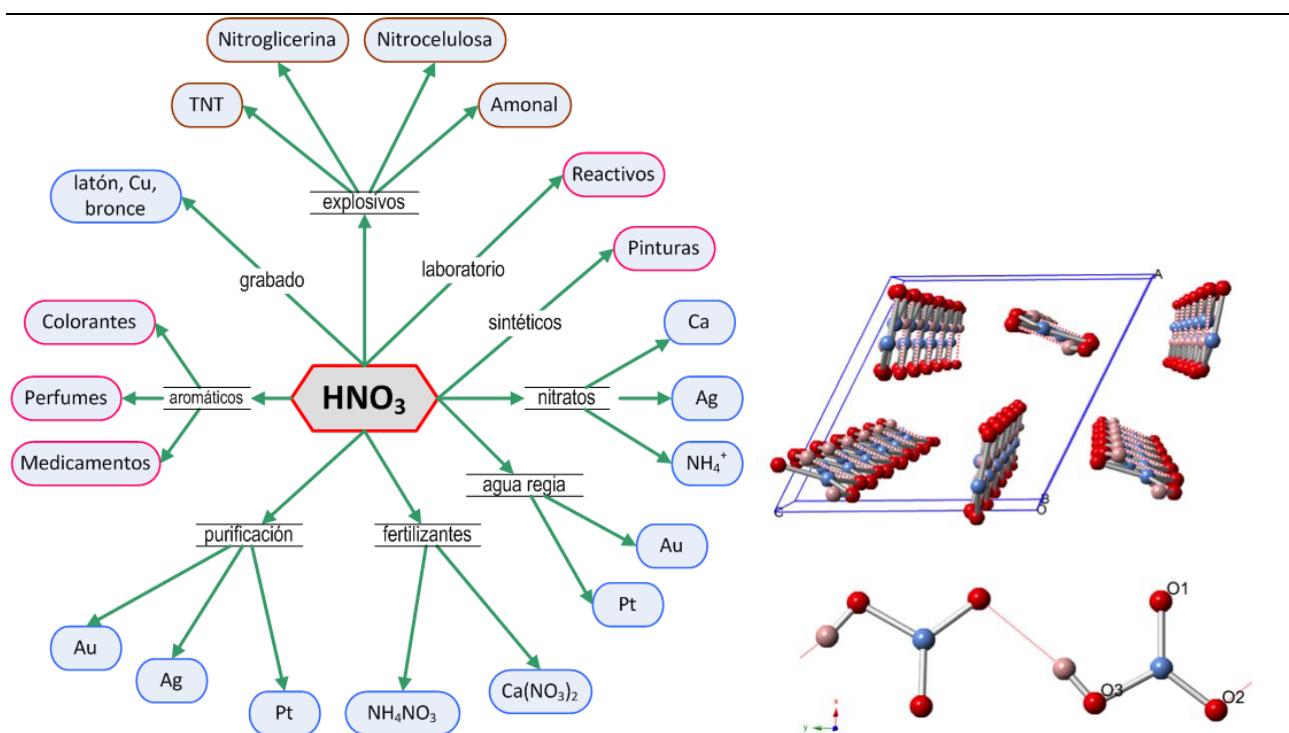 Nitroglicerina
Nitrocelulosa
TNT
Amonal
explosivos
latón, Cu,
bronce
grabado
Reactivos
laboratorio
Pinturas
sintéticos
Colorantes
Perfumes
Medicamentos
aromáticos
HNO₃
nitratos
Ca
Ag
NH₄⁺
agua regia
Au
Pt
purificación
Au
Ag
Pt
fertilizantes
NH₄NO₃
Ca(NO₃)₂
A
B
O
C
O1
O2
O3
x
y